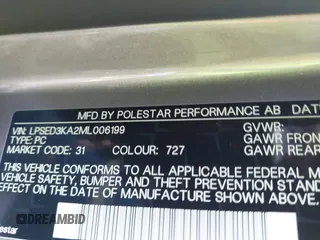 MFD BY POLESTAR PERFORMANCE AB DATE
VIN: LPSED3KA2ML006199
TYPE: PC
MARKET: 31 COLOUR: 727
GVWR:
GAWR FRON
GAWR REAR
THIS VEHICLE CONFORMS TO ALL APPLICABLE FEDERAL M
VEHICLE SAFETY, BUMPER AND THEFT PREVENTION STAND
EFFECT ON THE DATE OF MANUFACTURE SHOWN ABOVE.
olestar
DREAMBID